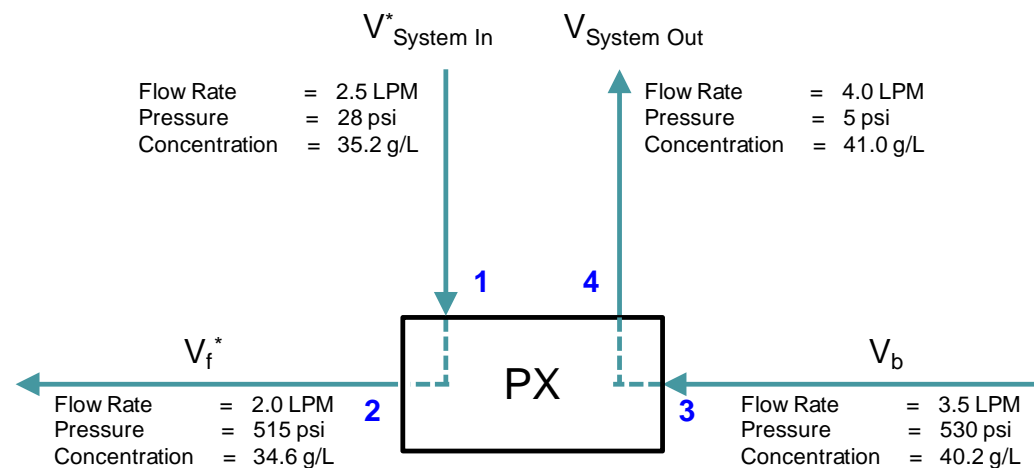 V*System In
Flow Rate = 2.5 LPM
Pressure = 28 psi
Concentration = 35.2 g/L
VSystem Out
Flow Rate = 4.0 LPM
Pressure = 5 psi
Concentration = 41.0 g/L
1
4
Vf*
PX
Vb
2
3
Flow Rate = 2.0 LPM
Pressure = 515 psi
Concentration = 34.6 g/L
Flow Rate = 3.5 LPM
Pressure = 530 psi
Concentration = 40.2 g/L